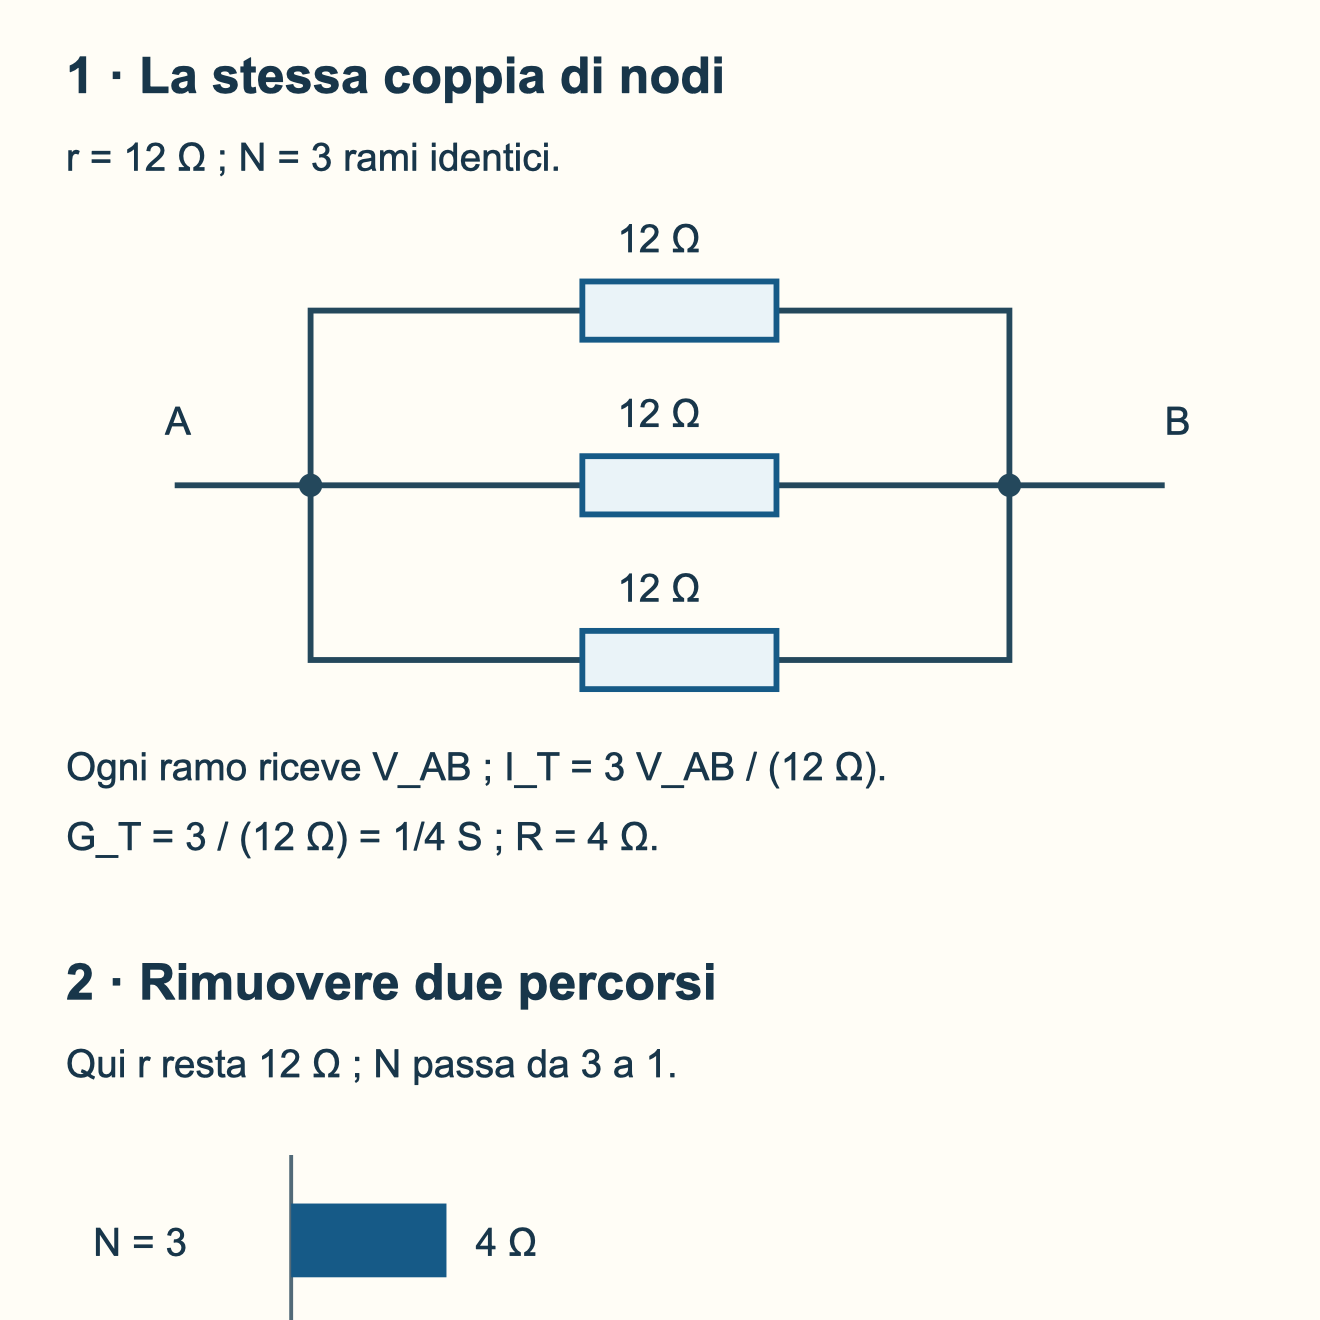 1 · La stessa coppia di nodi
r = 12 Ω ; N = 3 rami identici.
12 Ω
12 Ω
A
B
12 Ω
Ogni ramo riceve V_AB ; I_T = 3 V_AB / (12 Ω).
G_T = 3 / (12 Ω) = 1/4 S ; R = 4 Ω.
2 · Rimuovere due percorsi
Qui r resta 12 Ω ; N passa da 3 a 1.
N = 3
4 Ω